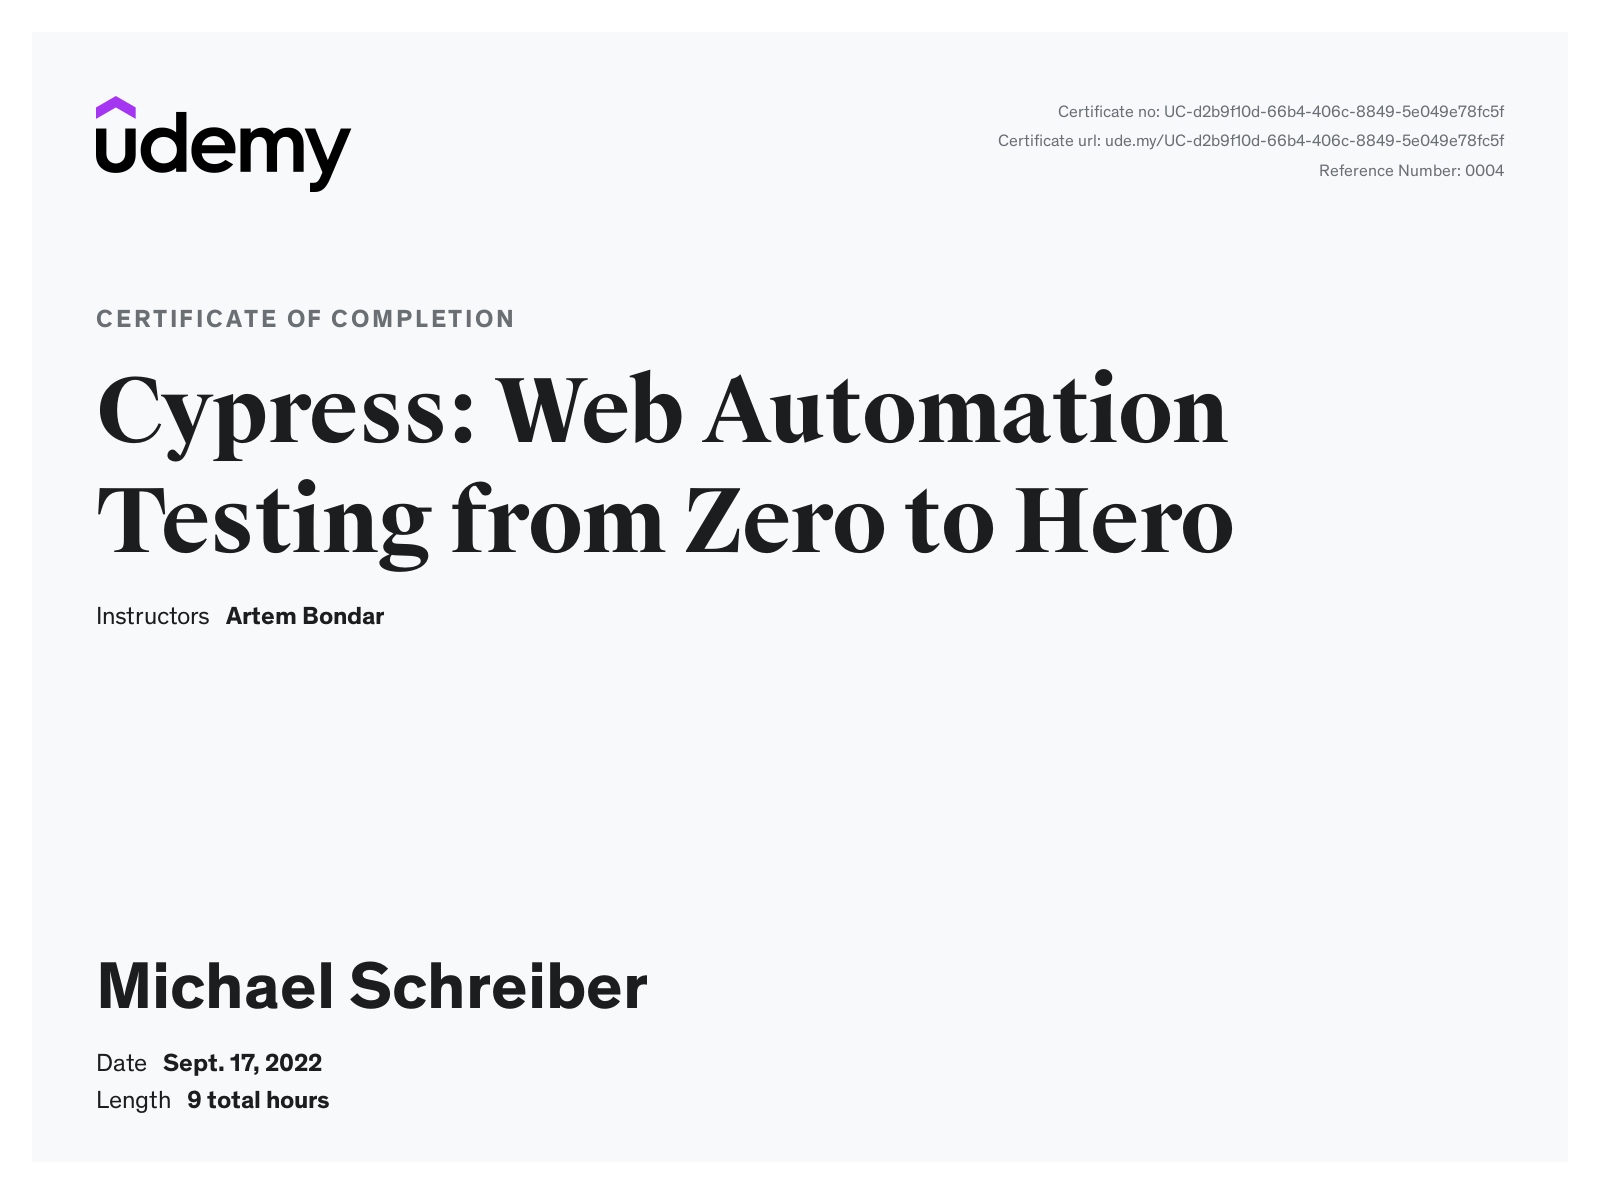 udemy
Certificate no: UC-d2b9f10d-66b4-406c-8849-5e049e78fc5f
Certificate url: ude.my/UC-d2b9f10d-66b4-406c-8849-5e049e78fc5f
Reference Number: 0004
CERTIFICATE OF COMPLETION
Cypress: Web Automation
Testing from Zero to Hero
Instructors Artem Bondar
Michael Schreiber
Date Sept. 17, 2022
Length 9 total hours